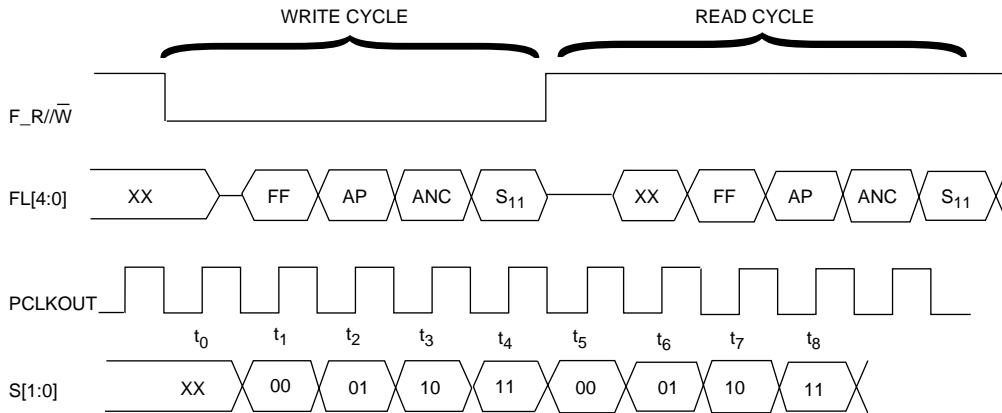 WRITE CYCLE READ CYCLE
F_R//W̅
FL[4:0] XX FF AP ANC S₁₁ XX FF AP ANC S₁₁
PCLKOUT
t₀ t₁ t₂ t₃ t₄ t₅ t₆ t₇ t₈
S[1:0] XX 00 01 10 11 00 01 10 11